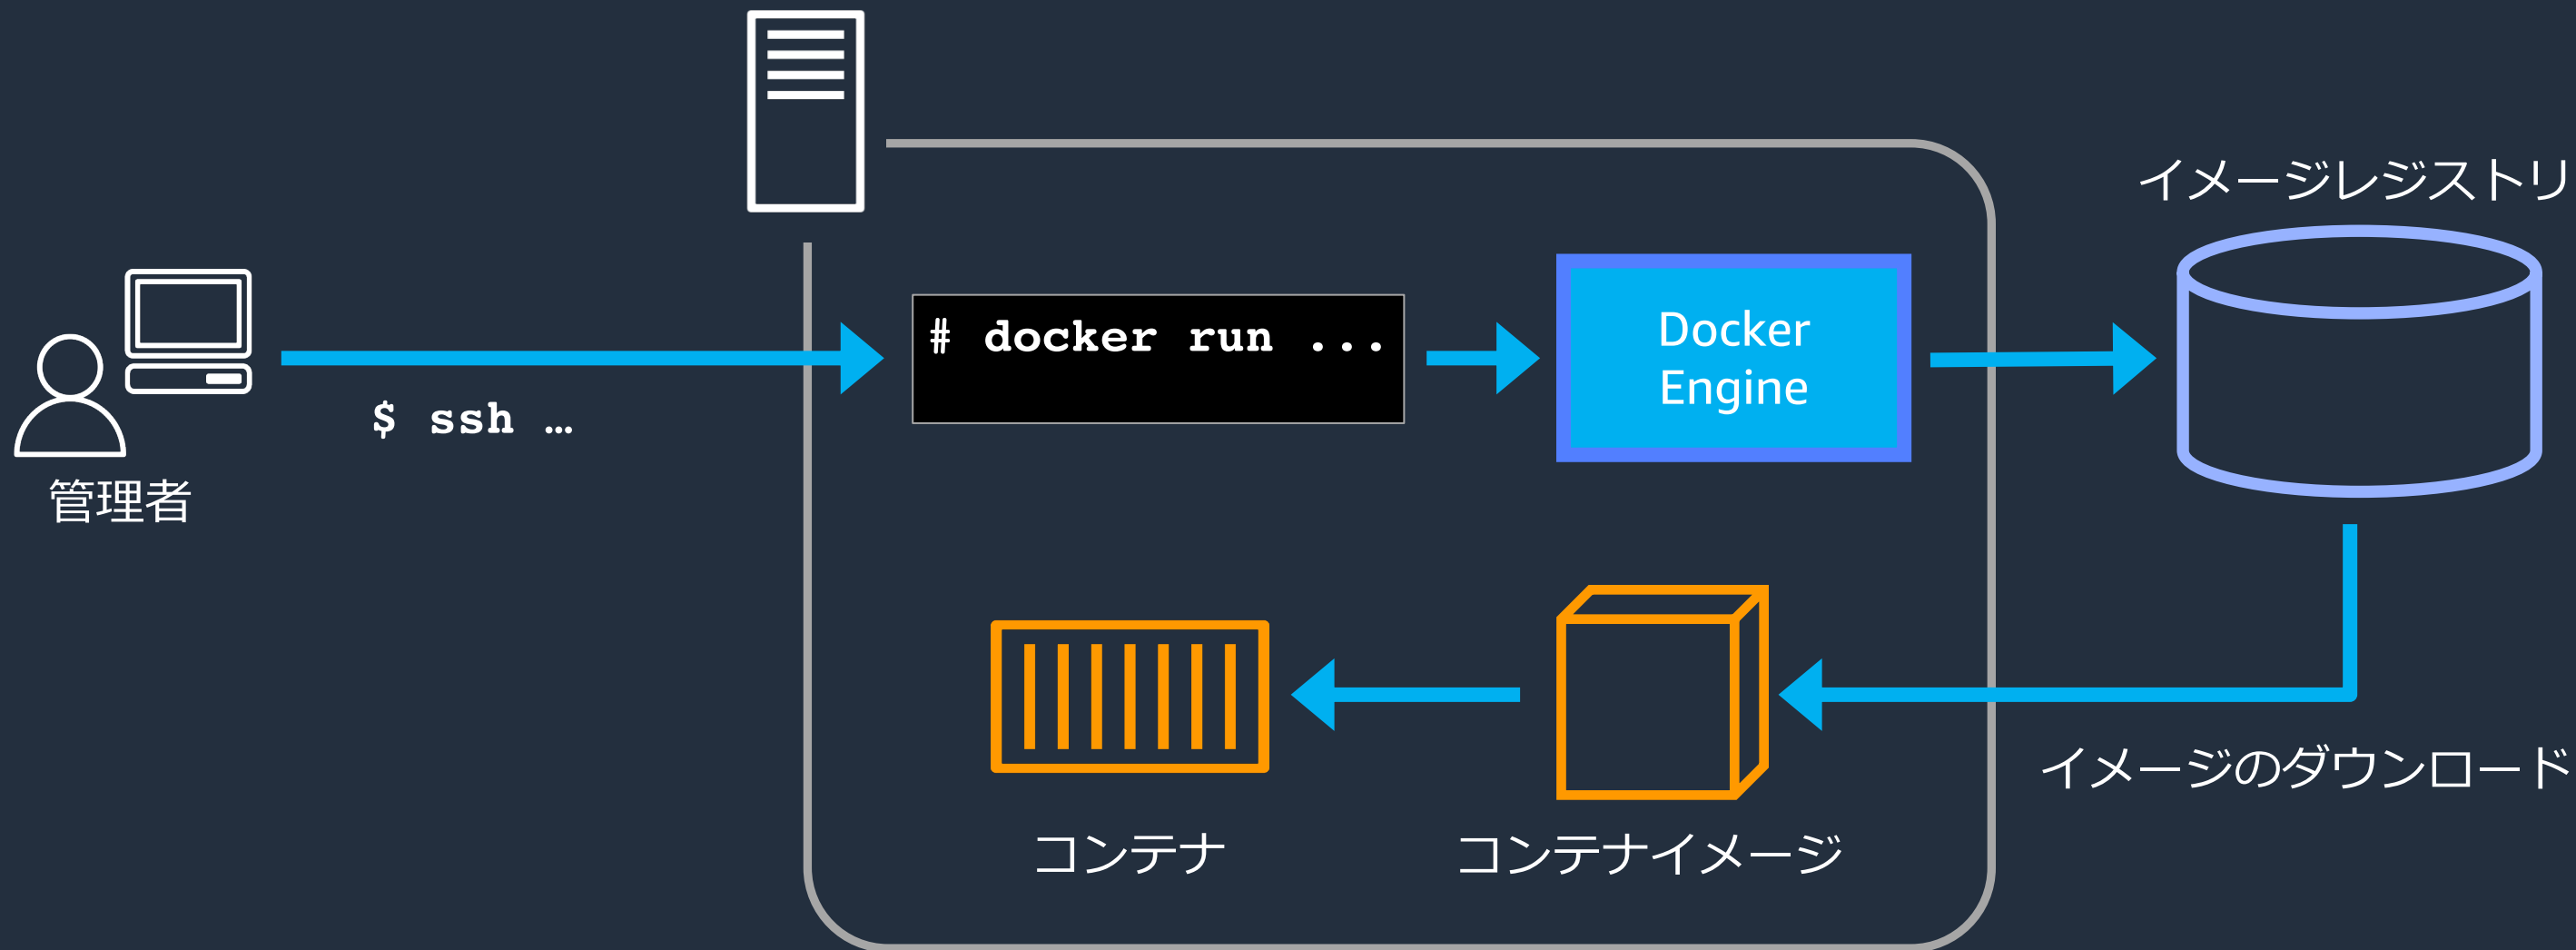 イメージレジストリ
# docker run ...
Docker
Engine
$ ssh …
管理者
イメージのダウンロード
コンテナ
コンテナイメージ